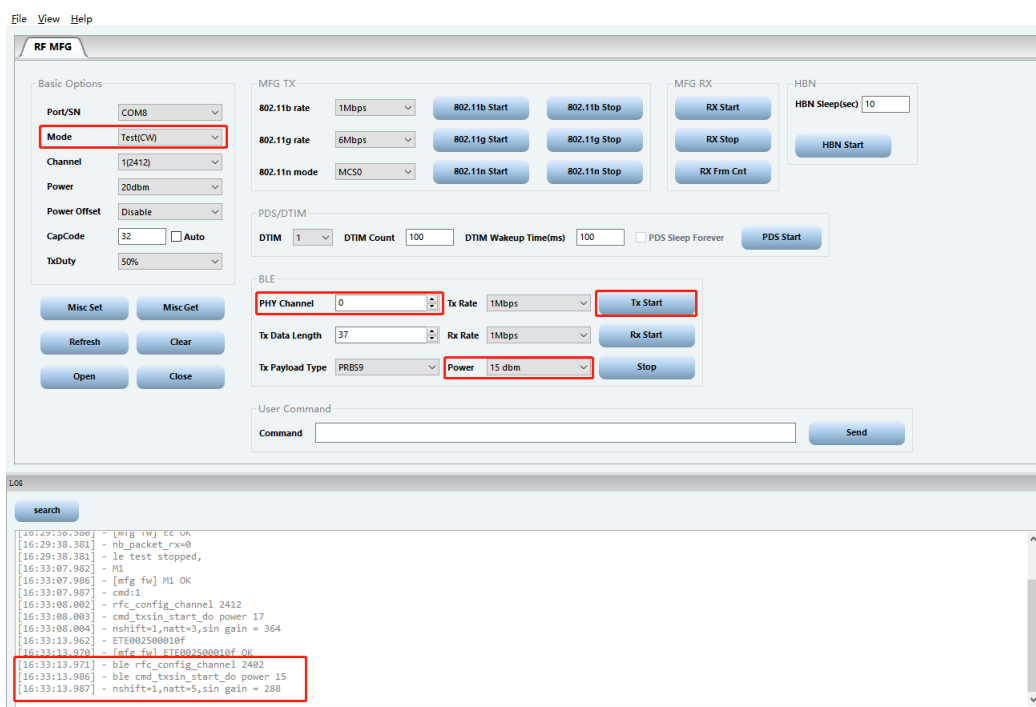 File View Help
RF MFG
Basic Options
Port/SN COM8
Mode Test(CW)
Channel 1(2412)
Power 20dbm
Power Offset Disable
CapCode 32 Auto
TxDuty 50%
Misc Set Misc Get
Refresh Clear
Open Close
MFG TX
802.11b rate 1Mbps 802.11b Start 802.11b Stop
802.11g rate 6Mbps 802.11g Start 802.11g Stop
802.11n mode MCS0 802.11n Start 802.11n Stop
MFG RX
RX Start
RX Stop
RX Frm Cnt
HBN
HBN Sleep(sec) 10
HBN Start
PDS/DTIM
DTIM 1 DTIM Count 100 DTIM Wakeup Time(ms) 100 PDS Sleep Forever PDS Start
BLE
PHY Channel 0 Tx Rate 1Mbps Tx Start
Tx Data Length 37 Rx Rate 1Mbps Rx Start
Tx Payload Type PRBS9 Power 15 dbm Stop
User Command
Command Send
LOG
search
[16:29:38.380] - [mfg fw] EE OK
[16:29:38.381] - nb_packet_rx=0
[16:29:38.381] - le test stopped,
[16:33:07.982] - M1
[16:33:07.986] - [mfg fw] M1 OK
[16:33:07.987] - cmd:1
[16:33:08.002] - rfc_config_channel 2412
[16:33:08.003] - cmd_txsin_start_do power 17
[16:33:08.004] - nshift=1,natt=3,sin gain = 364
[16:33:13.962] - ETE002500010f
[16:33:13.970] - [mfg fw] ETE002500010f OK
[16:33:13.971] - ble rfc_config_channel 2402
[16:33:13.986] - ble cmd_txsin_start_do power 15
[16:33:13.987] - nshift=1,natt=5,sin gain = 288